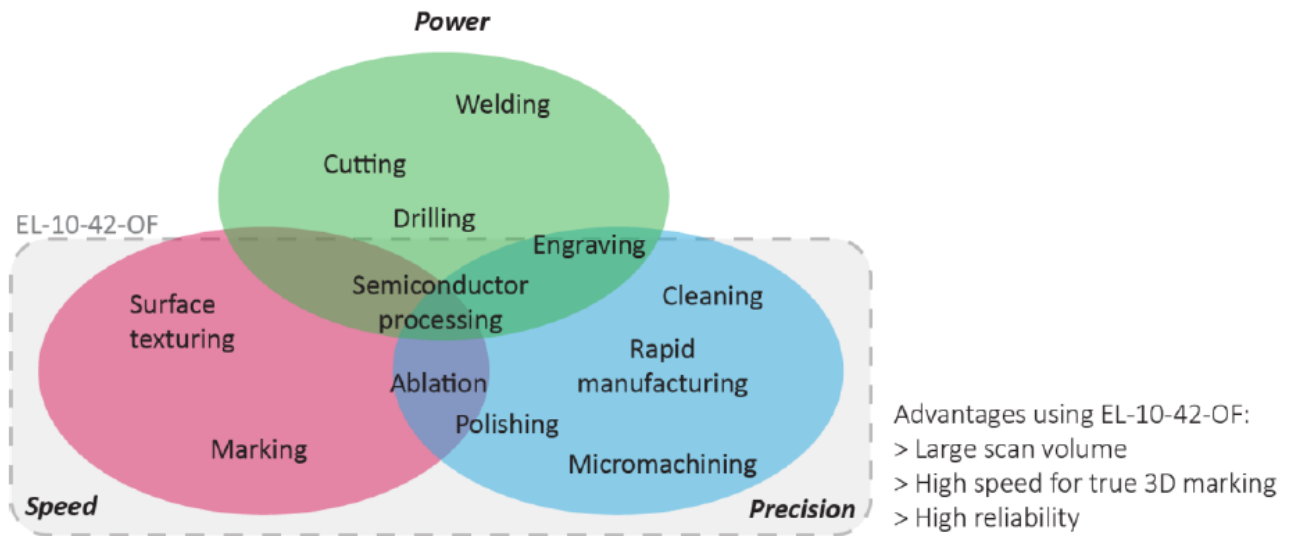 Power
Welding
Cutting
Drilling
EL-10-42-OF
Engraving
Semiconductor
processing
Surface
texturing
Cleaning
Rapid
manufacturing
Ablation
Polishing
Marking
Micromachining
Speed
Precision
Advantages using EL-10-42-OF:
> Large scan volume
> High speed for true 3D marking
> High reliability